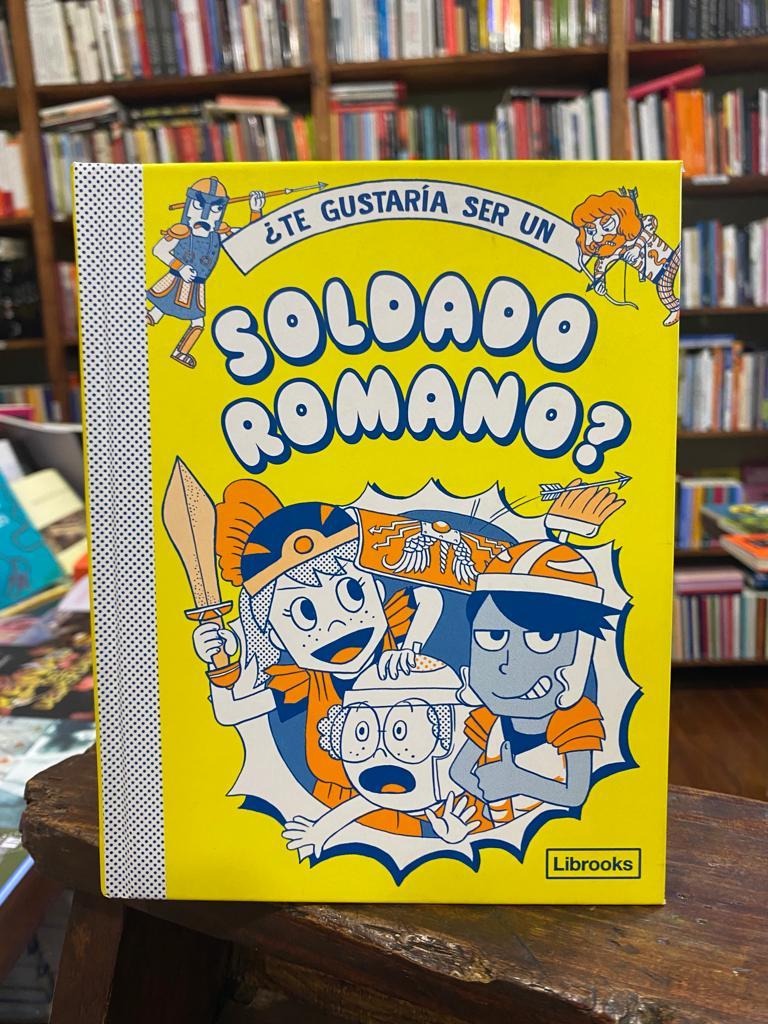 ¿TE GUSTARÍA SER UN
SOLDADO
ROMANO?
Librooks